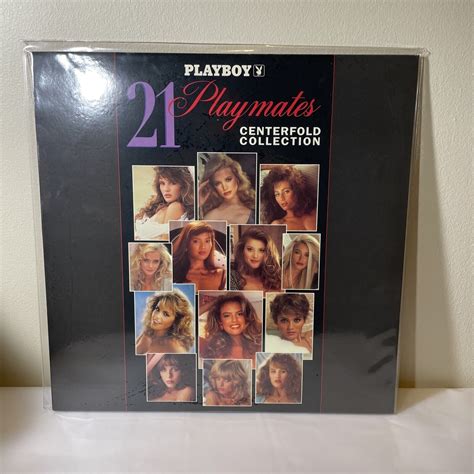 PLAYBOY
21 Playmates
CENTERFOLD
COLLECTION